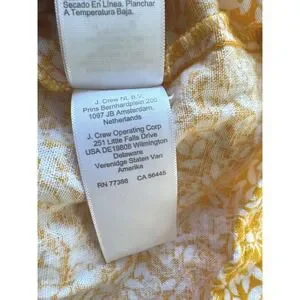 Secado En Línea. Planchar
A Temperatura Baja.
J. Crew NL B.V.
Prins Bernhardplein 200
1097 JB Amsterdam,
Netherlands
J. Crew Operating Corp
251 Little Falls Drive
USA DE19808 Wilmington
Delaware
Verenidge Staten Van
Amerika
RN 77388 CA 56445